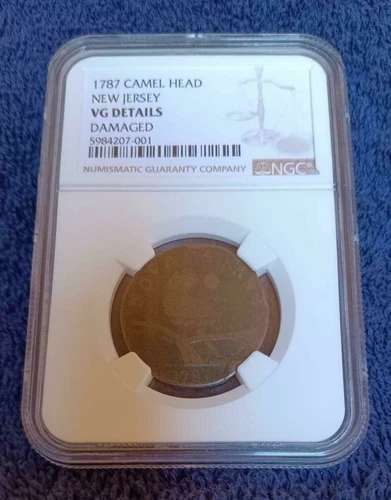 1787 CAMEL HEAD
NEW JERSEY
VG DETAILS
DAMAGED
5984207-001
NUMISMATIC GUARANTY COMPANY
NGC